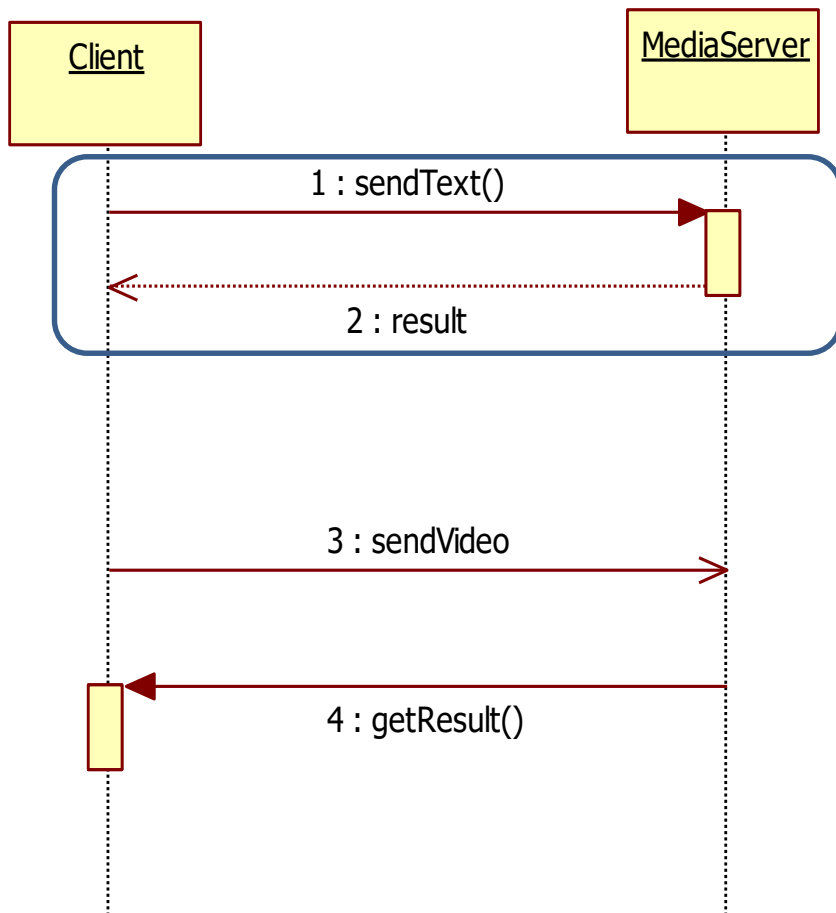 Client
MediaServer
1 : sendText()
2 : result
3 : sendVideo
4 : getResult()